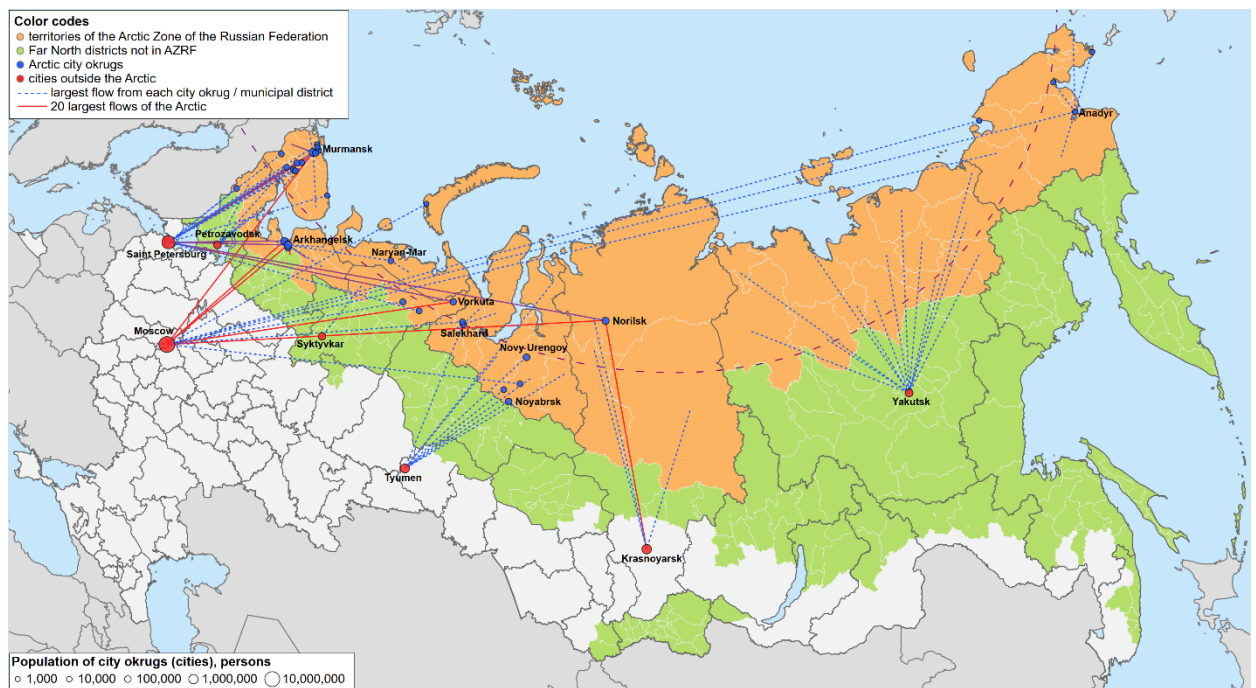 Color codes
territories of the Arctic Zone of the Russian Federation
Far North districts not in AZRF
Arctic city okrugs
cities outside the Arctic
largest flow from each city okrug / municipal district
20 largest flows of the Arctic
Anadyr
Murmansk
Petrozavodsk
Arkhangelsk
Saint Petersburg
Naryan-Mar
Vorkuta
Norilsk
Moscow
Salekhard
Syktyvkar
Novy-Urengoy
Noyabrsk
Yakutsk
Tyumen
Krasnoyarsk
Population of city okrugs (cities), persons
1,000 10,000 100,000 1,000,000 10,000,000